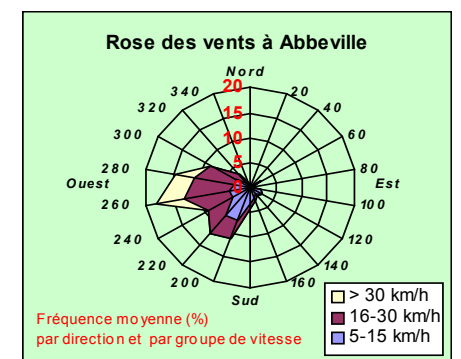 Rose des vents à Abbeville
Nord
20
340
20
320
15
40
300
10
60
280
5
80
Ouest
0
Est
260
100
240
120
220
140
200
160
Sud
> 30 km/h
16-30 km/h
5-15 km/h
Fréquence moyenne (%)
par direction et par groupe de vitesse